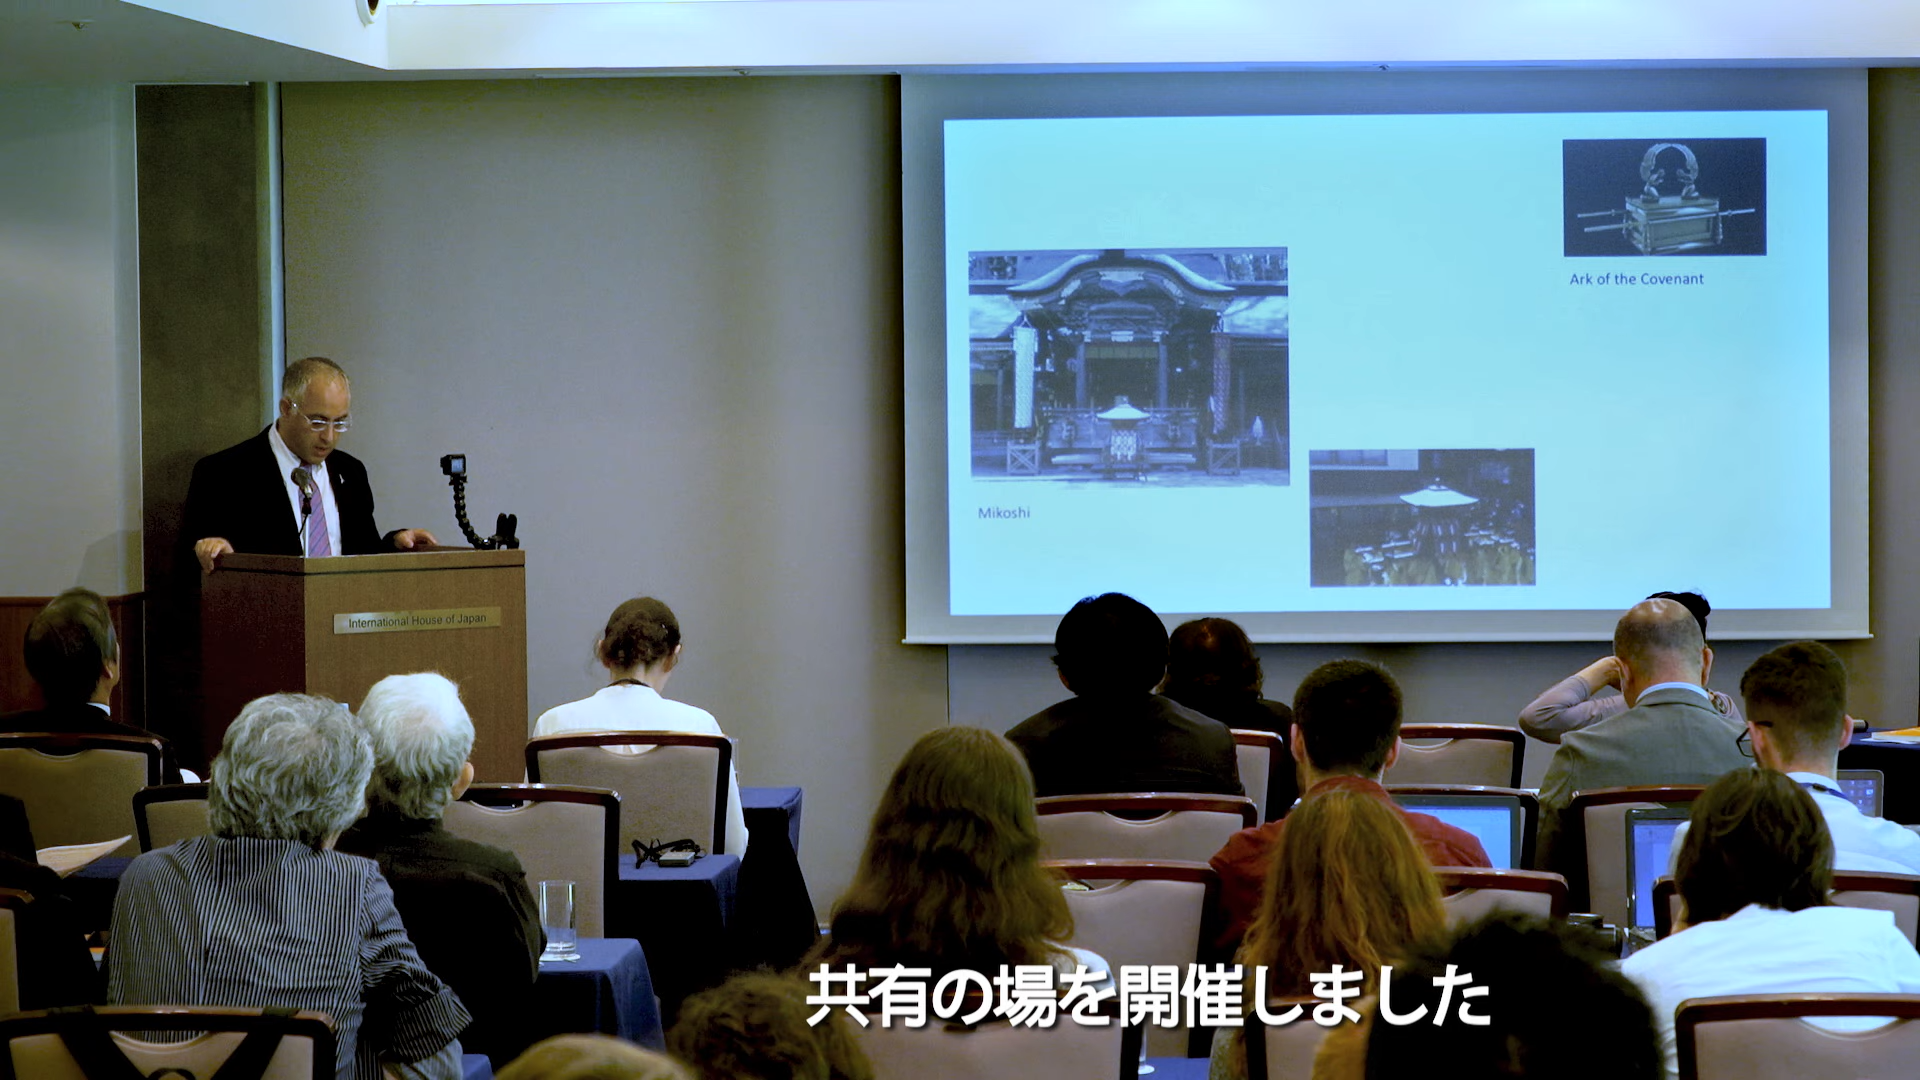 Ark of the Covenant
Mikoshi
International House of Japan
共有の場を開催しました